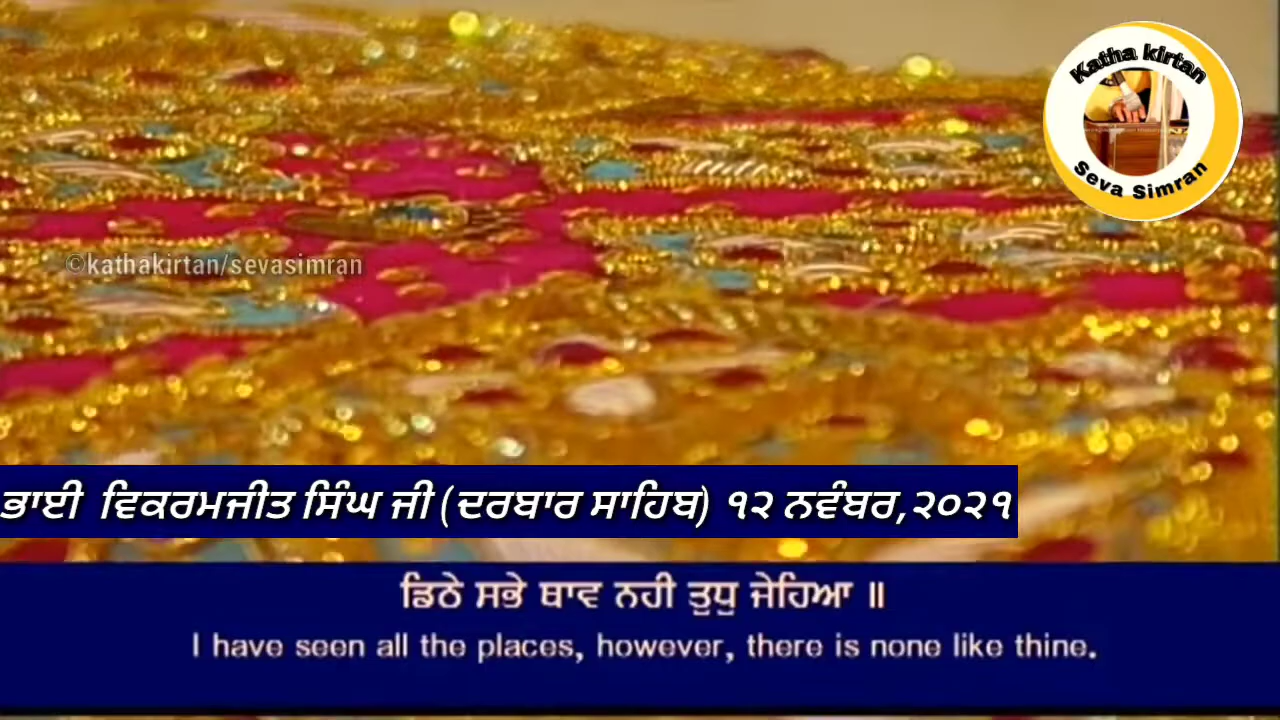 Katha kirtan
Seva Simran
©kathakirtan/sevasimran
ਭਾਈ ਵਿਕਰਮਜੀਤ ਸਿੰਘ ਜੀ (ਦਰਬਾਰ ਸਾਹਿਬ) ੧੨ ਨਵੰਬਰ,੨੦੨੧
ਡਿਠੇ ਸਭੇ ਥਾਵ ਨਹੀ ਤੁਧੁ ਜੇਹਿਆ ॥
I have seen all the places, however, there is none like thine.